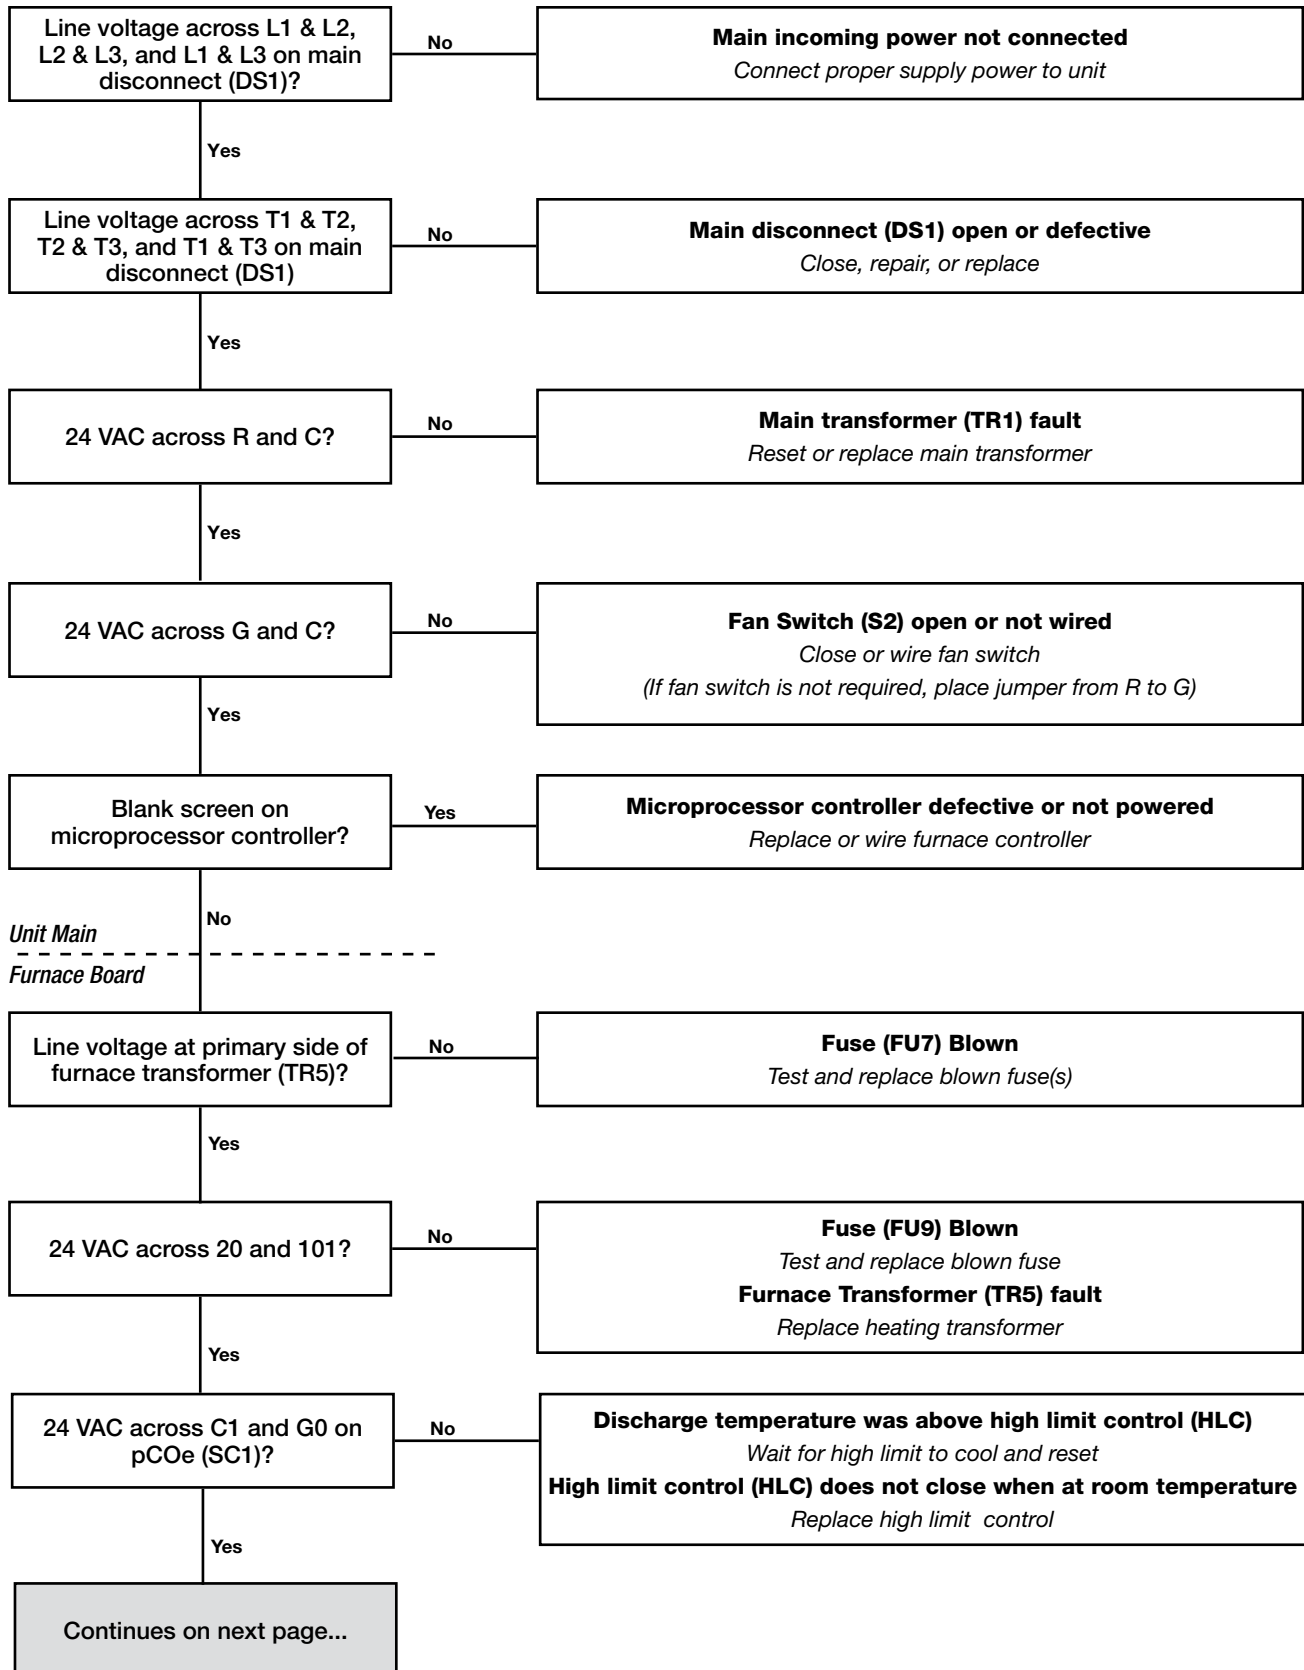 Line voltage across L1 & L2,
L2 & L3, and L1 & L3 on main
disconnect (DS1)?
No
Main incoming power not connected
Connect proper supply power to unit
Yes
Line voltage across T1 & T2,
T2 & T3, and T1 & T3 on main
disconnect (DS1)
No
Main disconnect (DS1) open or defective
Close, repair, or replace
Yes
24 VAC across R and C?
No
Main transformer (TR1) fault
Reset or replace main transformer
Yes
24 VAC across G and C?
No
Fan Switch (S2) open or not wired
Close or wire fan switch
(If fan switch is not required, place jumper from R to G)
Yes
Blank screen on
microprocessor controller?
Yes
Microprocessor controller defective or not powered
Replace or wire furnace controller
No
Unit Main
Furnace Board
Line voltage at primary side of
furnace transformer (TR5)?
No
Fuse (FU7) Blown
Test and replace blown fuse(s)
Yes
24 VAC across 20 and 101?
No
Fuse (FU9) Blown
Test and replace blown fuse
Furnace Transformer (TR5) fault
Replace heating transformer
Yes
24 VAC across C1 and G0 on
pCOe (SC1)?
No
Discharge temperature was above high limit control (HLC)
Wait for high limit to cool and reset
High limit control (HLC) does not close when at room temperature
Replace high limit control
Yes
Continues on next page...